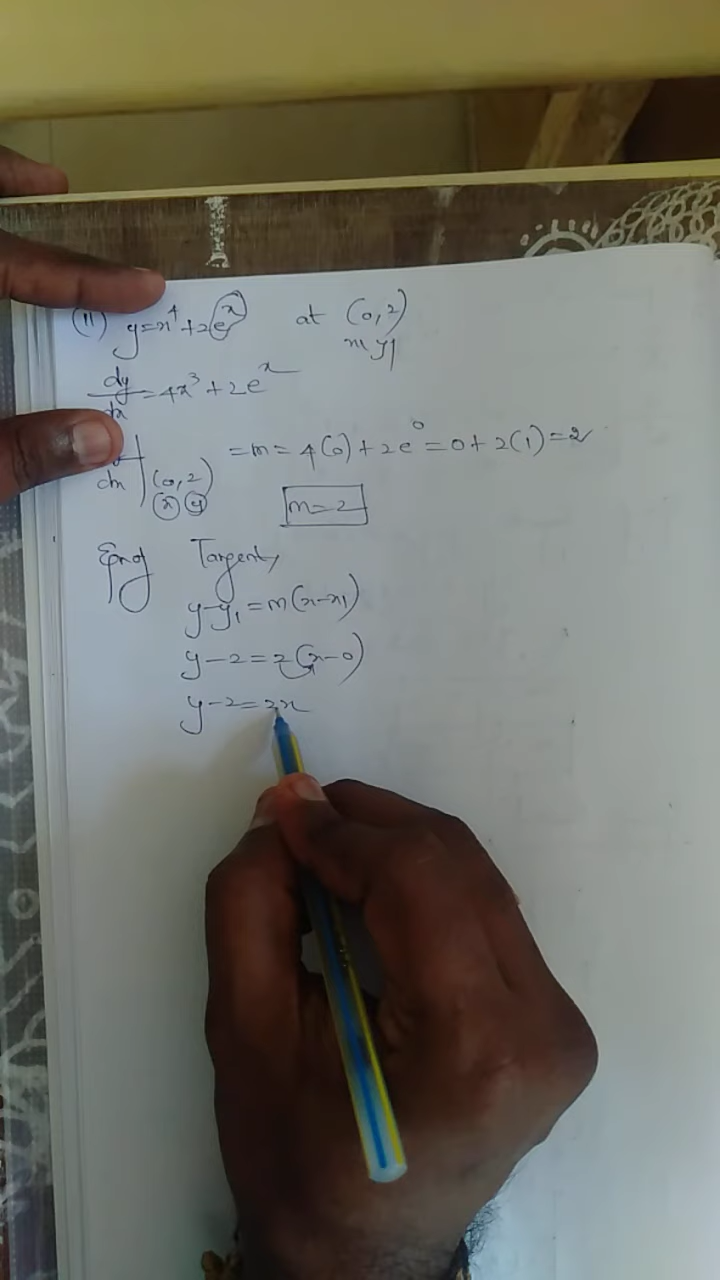 (11) y=x⁴+2eˣ at (0,2)
x1 y1
dy/dx = 4x³+2eˣ
dy/dx |(0,2) = m = 4(0)+2e⁰ = 0+2(1) = 2
(x) (y) m=2
Eqn of Tangent,
y-y₁=m(x-x₁)
y-2=2(x-0)
y-2=2x